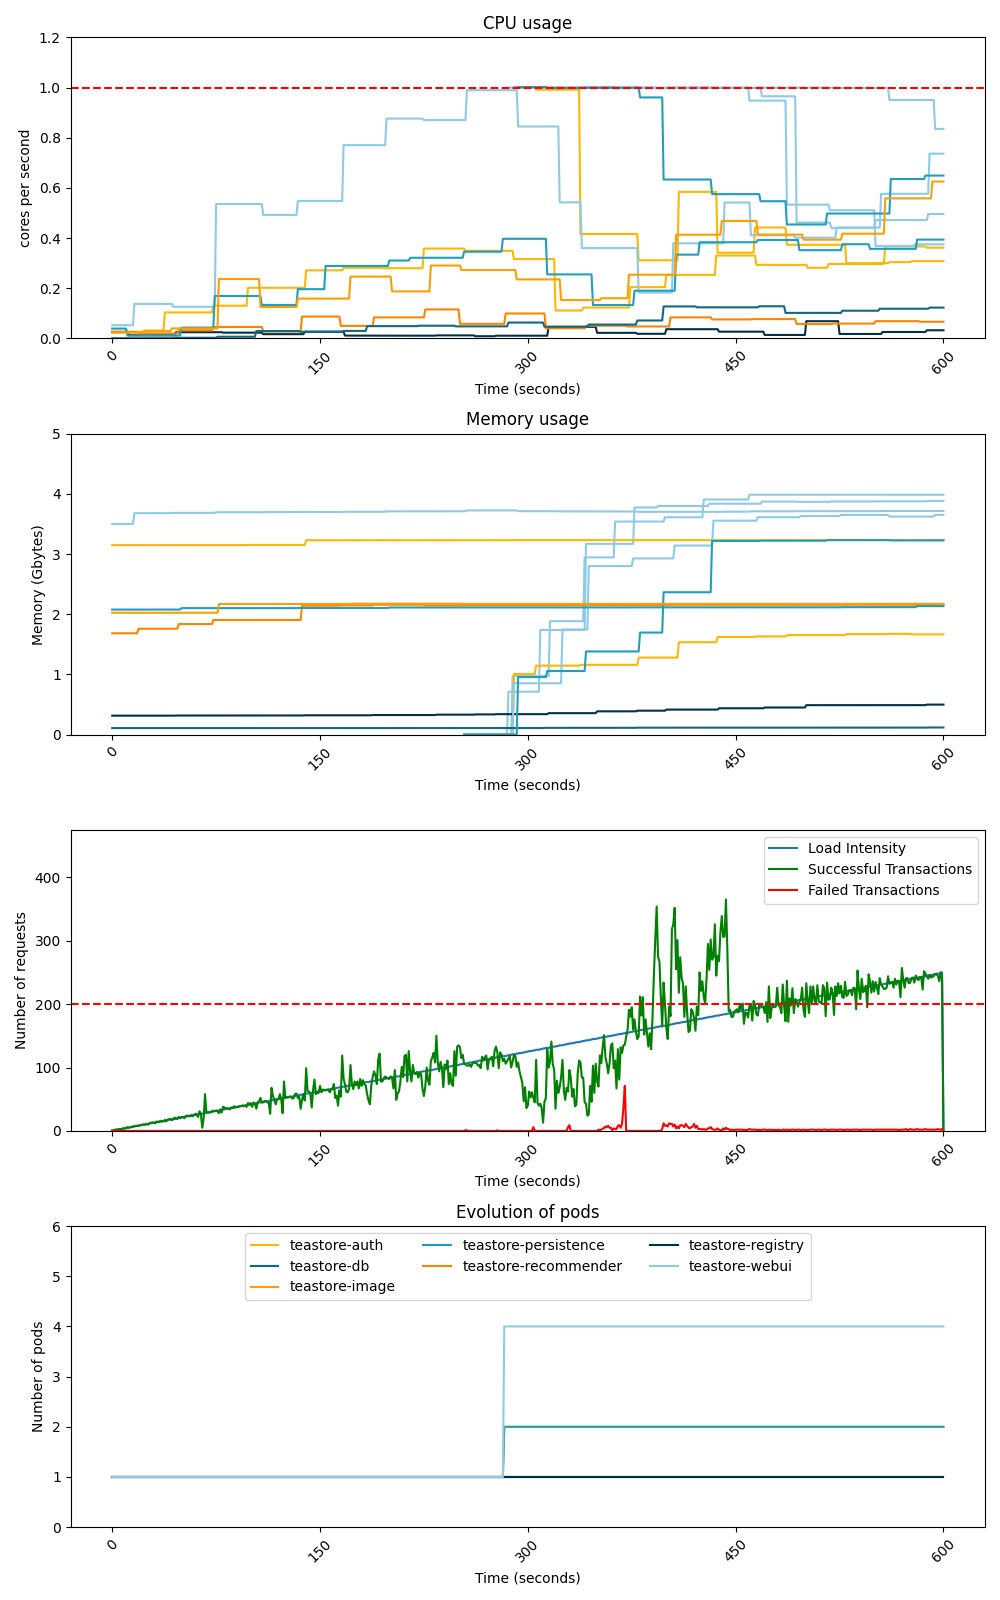 CPU usage
1.2
1.0
0.8
0.6
0.4
0.2
0.0
cores per second
0
150
300
450
600
Time (seconds)
Memory usage
5
4
3
2
1
0
Memory (Gbytes)
0
150
300
450
600
Time (seconds)
400
300
200
100
0
Number of requests
Load Intensity
Successful Transactions
Failed Transactions
0
150
300
450
600
Time (seconds)
Evolution of pods
6
5
4
3
2
1
0
Number of pods
teastore-auth
teastore-db
teastore-image
teastore-persistence
teastore-recommender
teastore-registry
teastore-webui
0
150
300
450
600
Time (seconds)